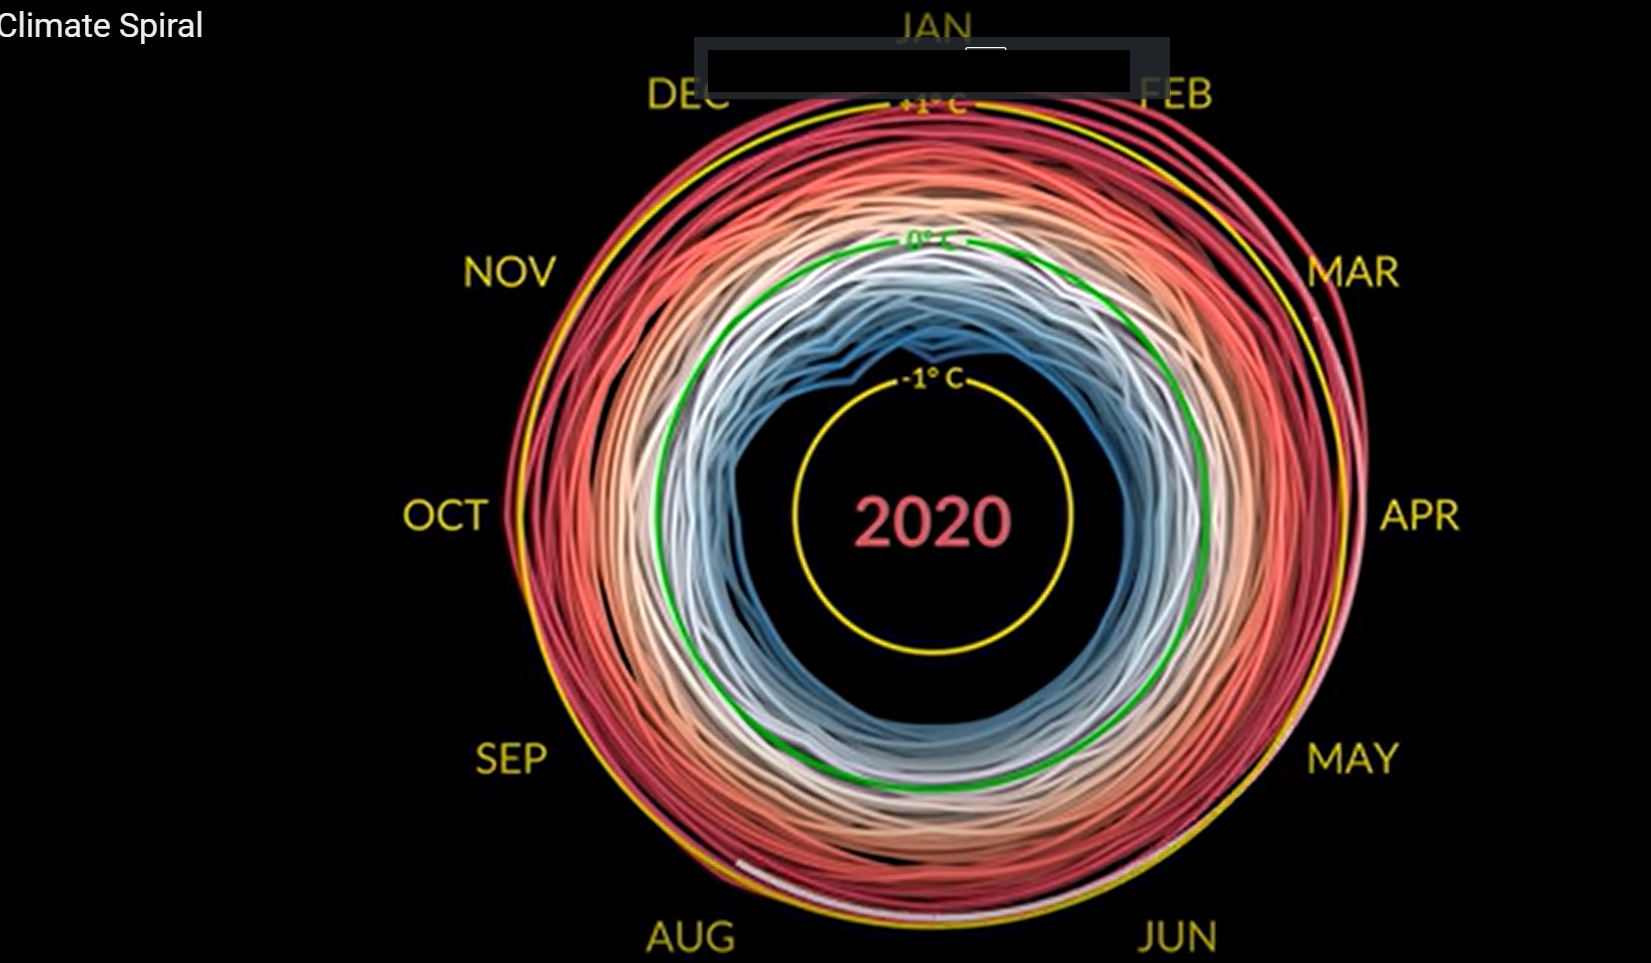 Climate Spiral
JAN
DEC
FEB
+1° C
NOV
MAR
0° C
-1° C
OCT
2020
APR
SEP
MAY
AUG
JUN